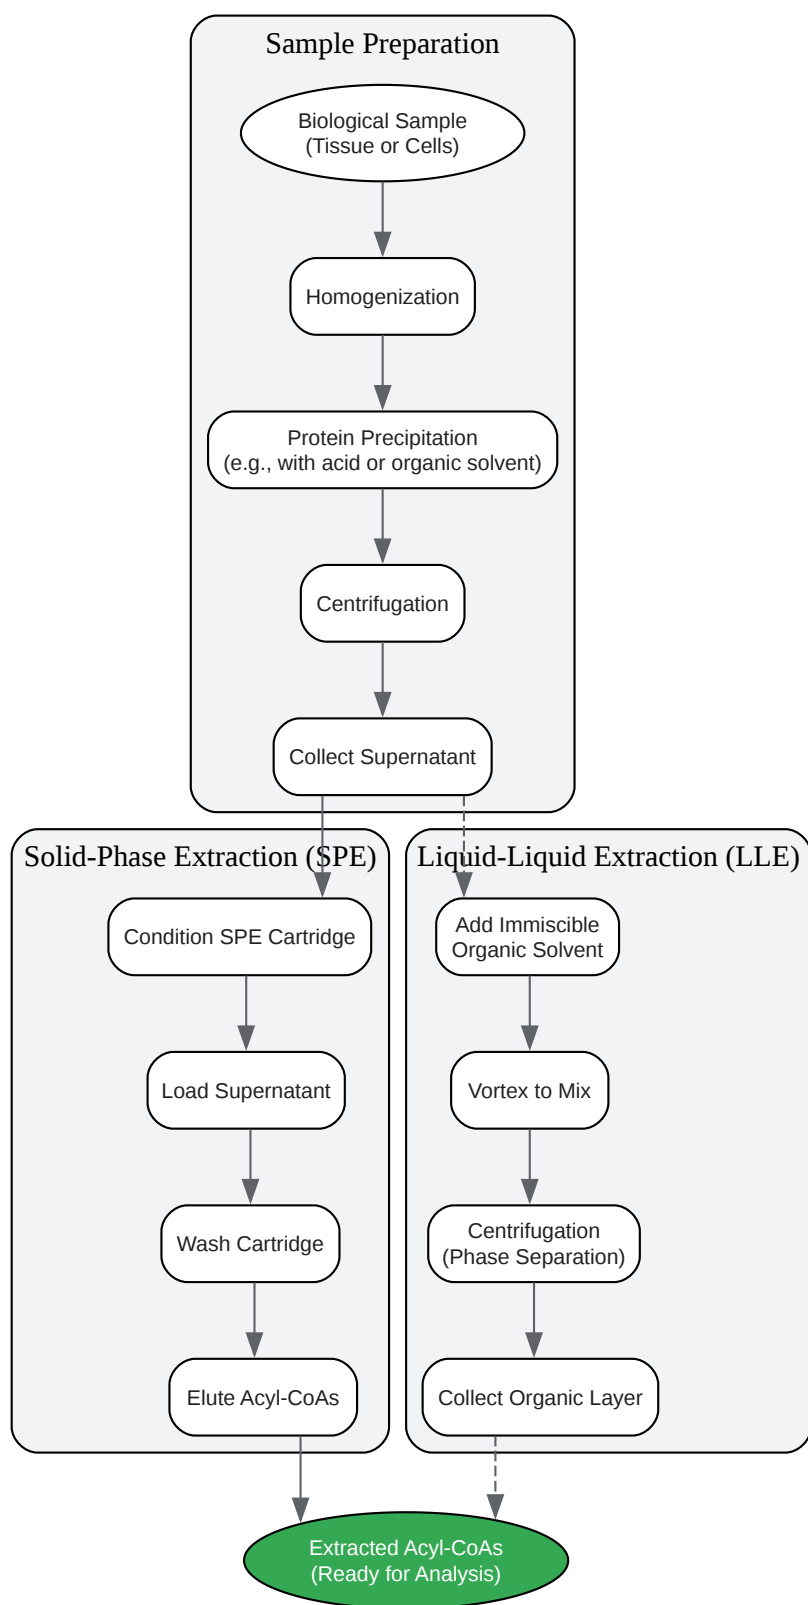 Sample Preparation
Biological Sample
(Tissue or Cells)
Homogenization
Protein Precipitation
(e.g., with acid or organic solvent)
Centrifugation
Collect Supernatant
Solid-Phase Extraction (SPE)
Condition SPE Cartridge
Load Supernatant
Wash Cartridge
Elute Acyl-CoAs
Liquid-Liquid Extraction (LLE)
Add Immiscible
Organic Solvent
Vortex to Mix
Centrifugation
(Phase Separation)
Collect Organic Layer
Extracted Acyl-CoAs
(Ready for Analysis)